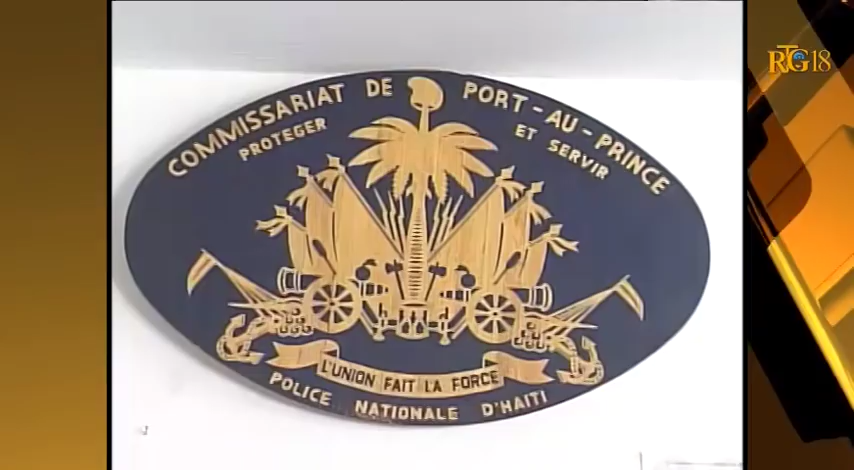 RTG18
COMMISSARIAT DE PORT-AU-PRINCE
PROTEGER ET SERVIR
L'UNION FAIT LA FORCE
POLICE NATIONALE D'HAITI